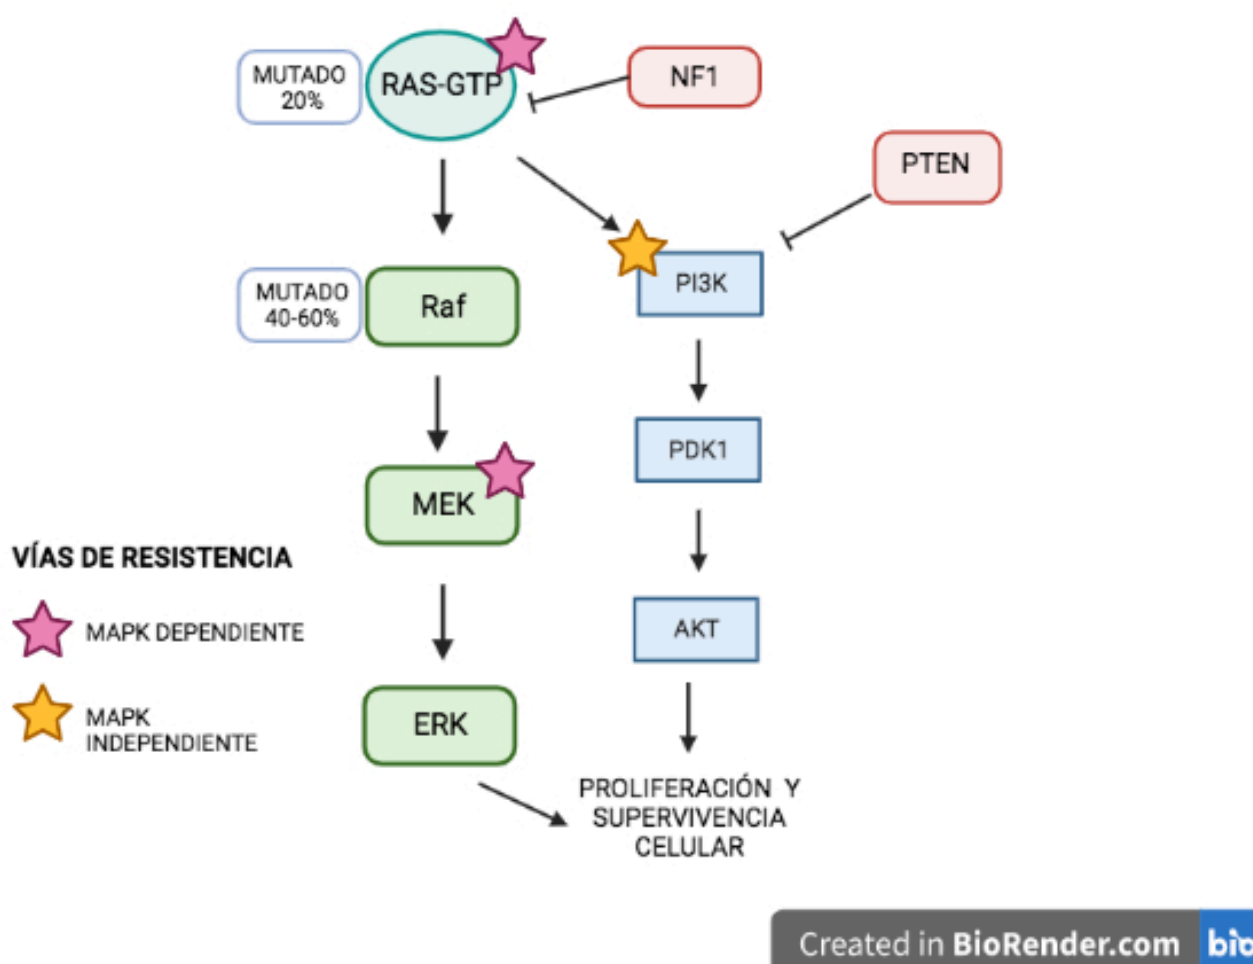 MUTADO
20%
RAS-GTP
NF1
PTEN
MUTADO
40-60%
Raf
PI3K
PDK1
MEK
VÍAS DE RESISTENCIA
MAPK DEPENDIENTE
MAPK
INDEPENDIENTE
AKT
ERK
PROLIFERACIÓN Y
SUPERVIVENCIA
CELULAR
Created in BioRender.com bio